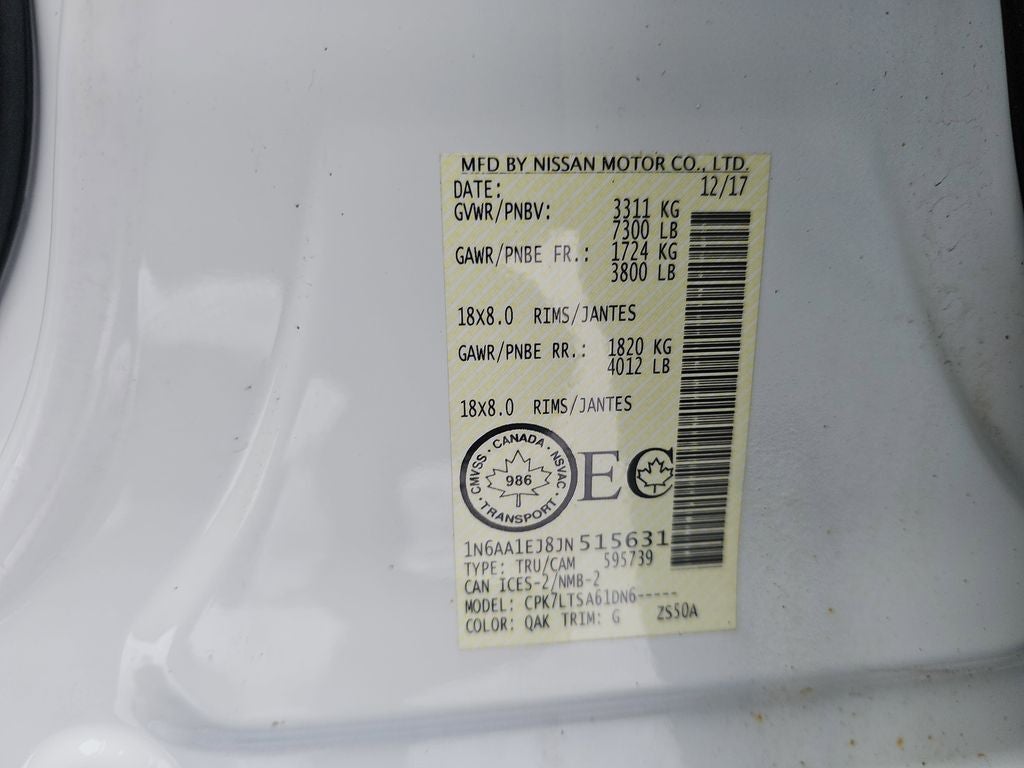 MFD BY NISSAN MOTOR CO., LTD.
DATE: 12/17
GVWR/PNBV: 3311 KG
7300 LB
GAWR/PNBE FR.: 1724 KG
3800 LB
18X8.0 RIMS/JANTES
GAWR/PNBE RR.: 1820 KG
4012 LB
18X8.0 RIMS/JANTES
CMVSS · CANADA · NSVAC · TRANSPORT ·
986
EC
1N6AA1EJ8JN515631
TYPE: TRU/CAM 595739
CAN ICES-2/NMB-2
MODEL: CPK7LTSA61DN6-----
COLOR: QAK TRIM: G ZS50A